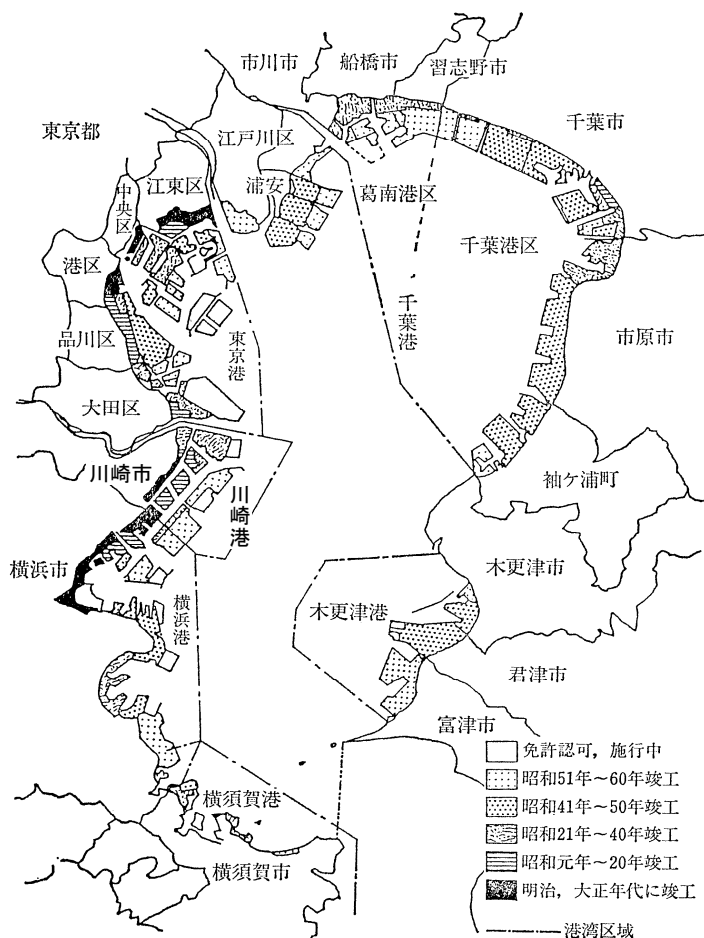 市川市
船橋市
習志野市
東京都
江戸川区
千葉市
中央区
江東区
浦安
葛南港区
港区
千葉港区
千葉港
品川区
東京港
市原市
大田区
川崎市
川崎港
袖ケ浦町
横浜市
木更津市
横浜港
木更津港
君津市
富津市
免許認可,施行中
昭和51年~60年竣工
昭和41年~50年竣工
昭和21年~40年竣工
昭和元年~20年竣工
明治,大正年代に竣工
港湾区域
横須賀港
横須賀市